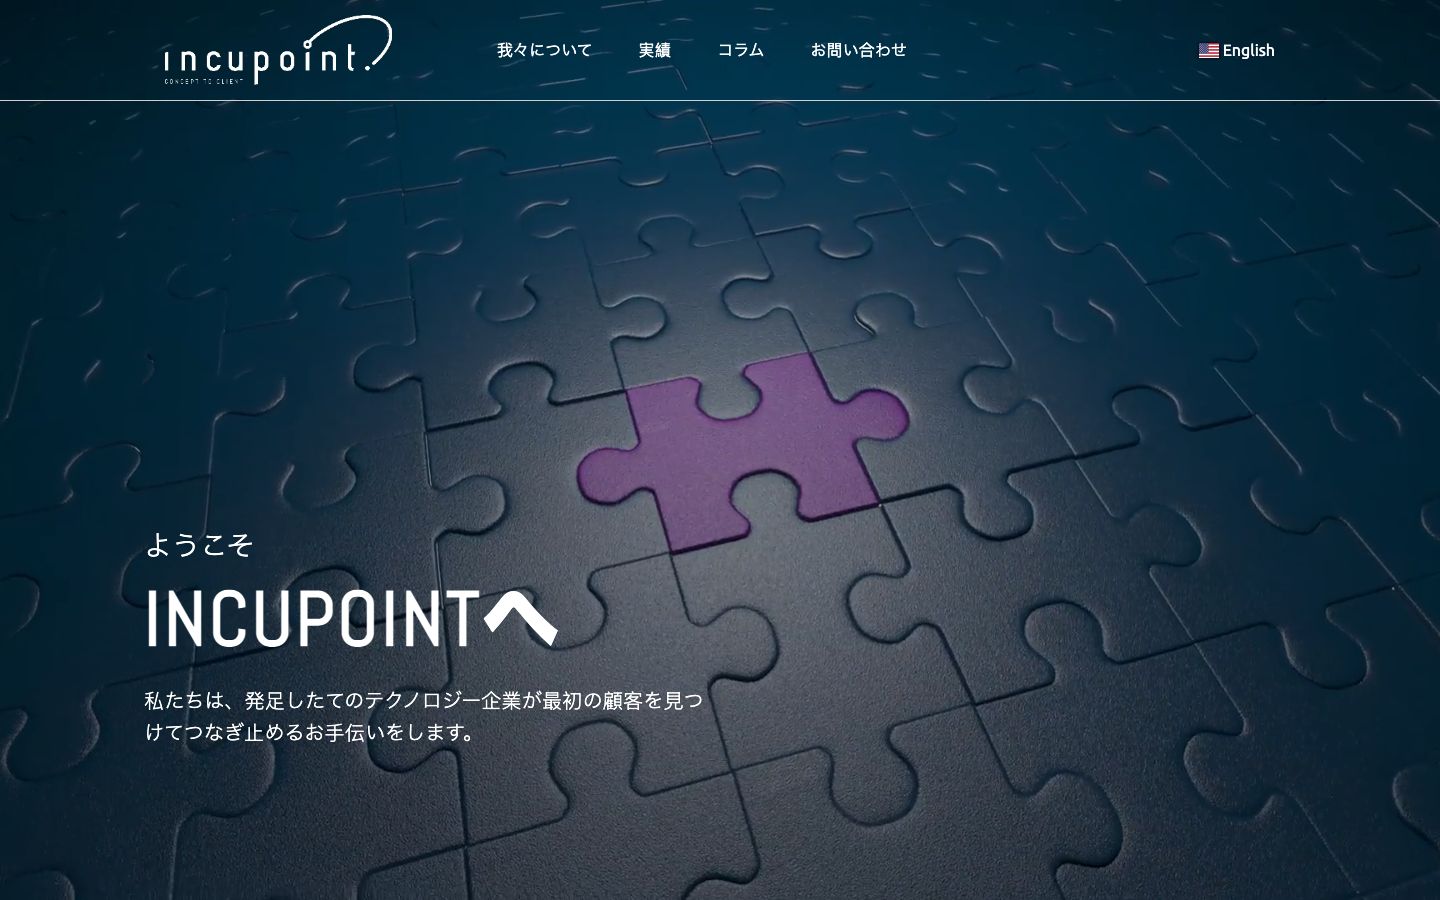 incupoint.
CONCEPT TO CLIENT
我々について
実績
コラム
お問い合わせ
English
ようこそ
INCUPOINTへ
私たちは、発足したてのテクノロジー企業が最初の顧客を見つ
けてつなぎ止めるお手伝いをします。